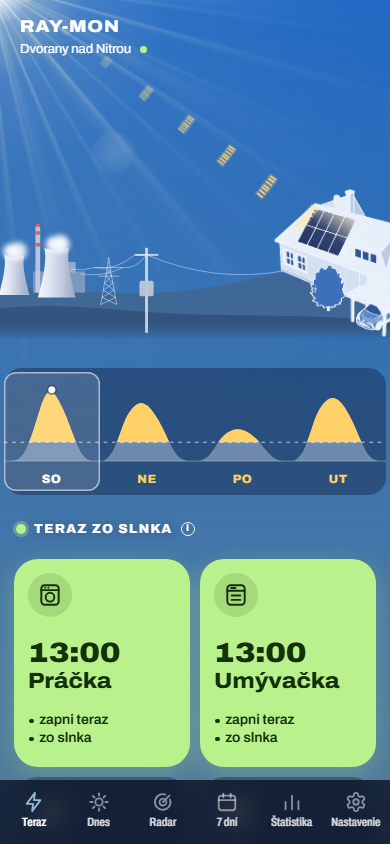 RAY-MON
Dvorany nad Nitrou
SO NE PO UT
TERAZ ZO SLNKA
13:00
Práčka
• zapni teraz
• zo slnka
13:00
Umývačka
• zapni teraz
• zo slnka
Teraz Dnes Radar 7 dní Štatistika Nastavenie